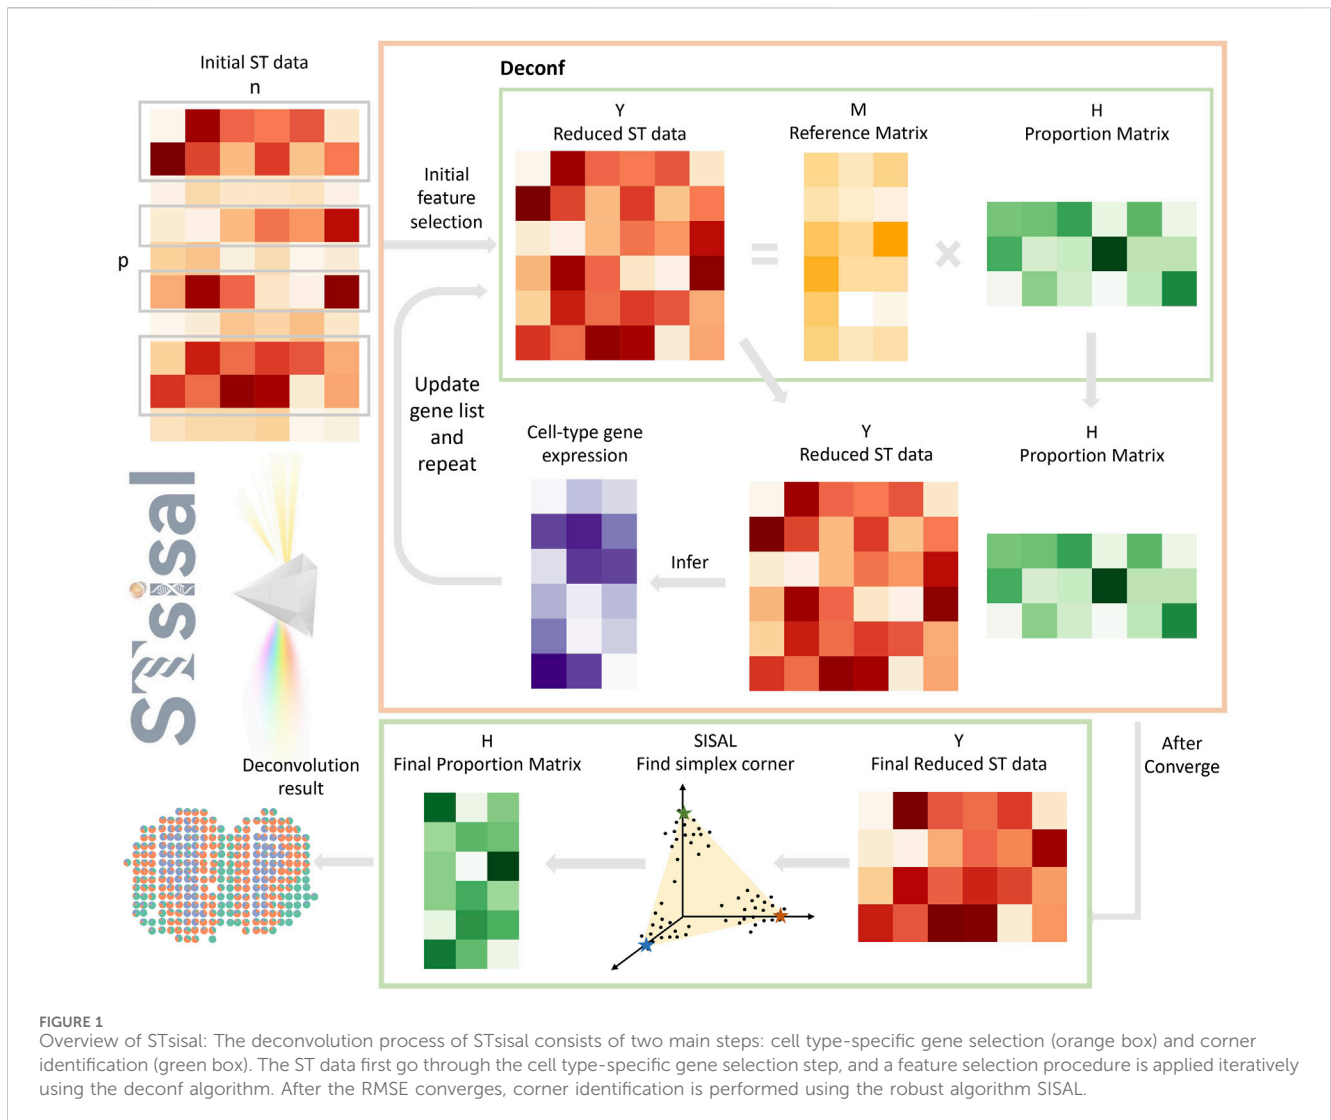 Initial ST data
n
p
Deconf
Initial
feature
selection
Y
Reduced ST data
=
M
Reference Matrix
×
H
Proportion Matrix
Update
gene list
and
repeat
Cell-type gene
expression
Infer
Y
Reduced ST data
H
Proportion Matrix
STsisal
After
Converge
Deconvolution
result
H
Final Proportion Matrix
SISAL
Find simplex corner
Y
Final Reduced ST data
FIGURE 1
Overview of STsisal: The deconvolution process of STsisal consists of two main steps: cell type-specific gene selection (orange box) and corner
identification (green box). The ST data first go through the cell type-specific gene selection step, and a feature selection procedure is applied iteratively
using the deconf algorithm. After the RMSE converges, corner identification is performed using the robust algorithm SISAL.